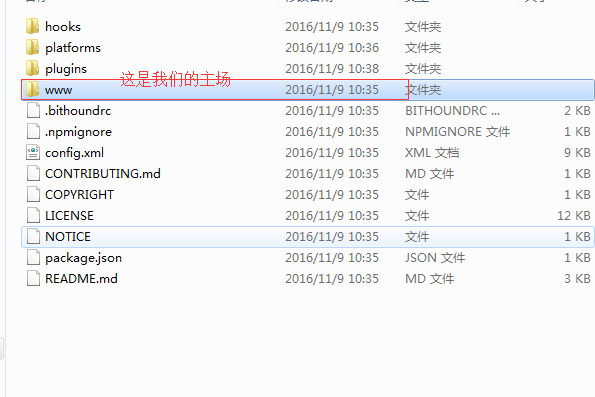 hooks 2016/11/9 10:35 文件夹
platforms 2016/11/9 10:36 文件夹
plugins 2016/11/9 10:38 文件夹
这是我们的主场
www 2016/11/9 10:35 文件夹
.bithoundrc 2016/11/9 10:35 BITHOUNDRC ... 2 KB
.npmignore 2016/11/9 10:35 NPMIGNORE 文件 1 KB
config.xml 2016/11/9 10:35 XML 文档 9 KB
CONTRIBUTING.md 2016/11/9 10:35 MD 文件 1 KB
COPYRIGHT 2016/11/9 10:35 文件 1 KB
LICENSE 2016/11/9 10:35 文件 12 KB
NOTICE 2016/11/9 10:35 文件 1 KB
package.json 2016/11/9 10:35 JSON 文件 1 KB
README.md 2016/11/9 10:35 MD 文件 3 KB